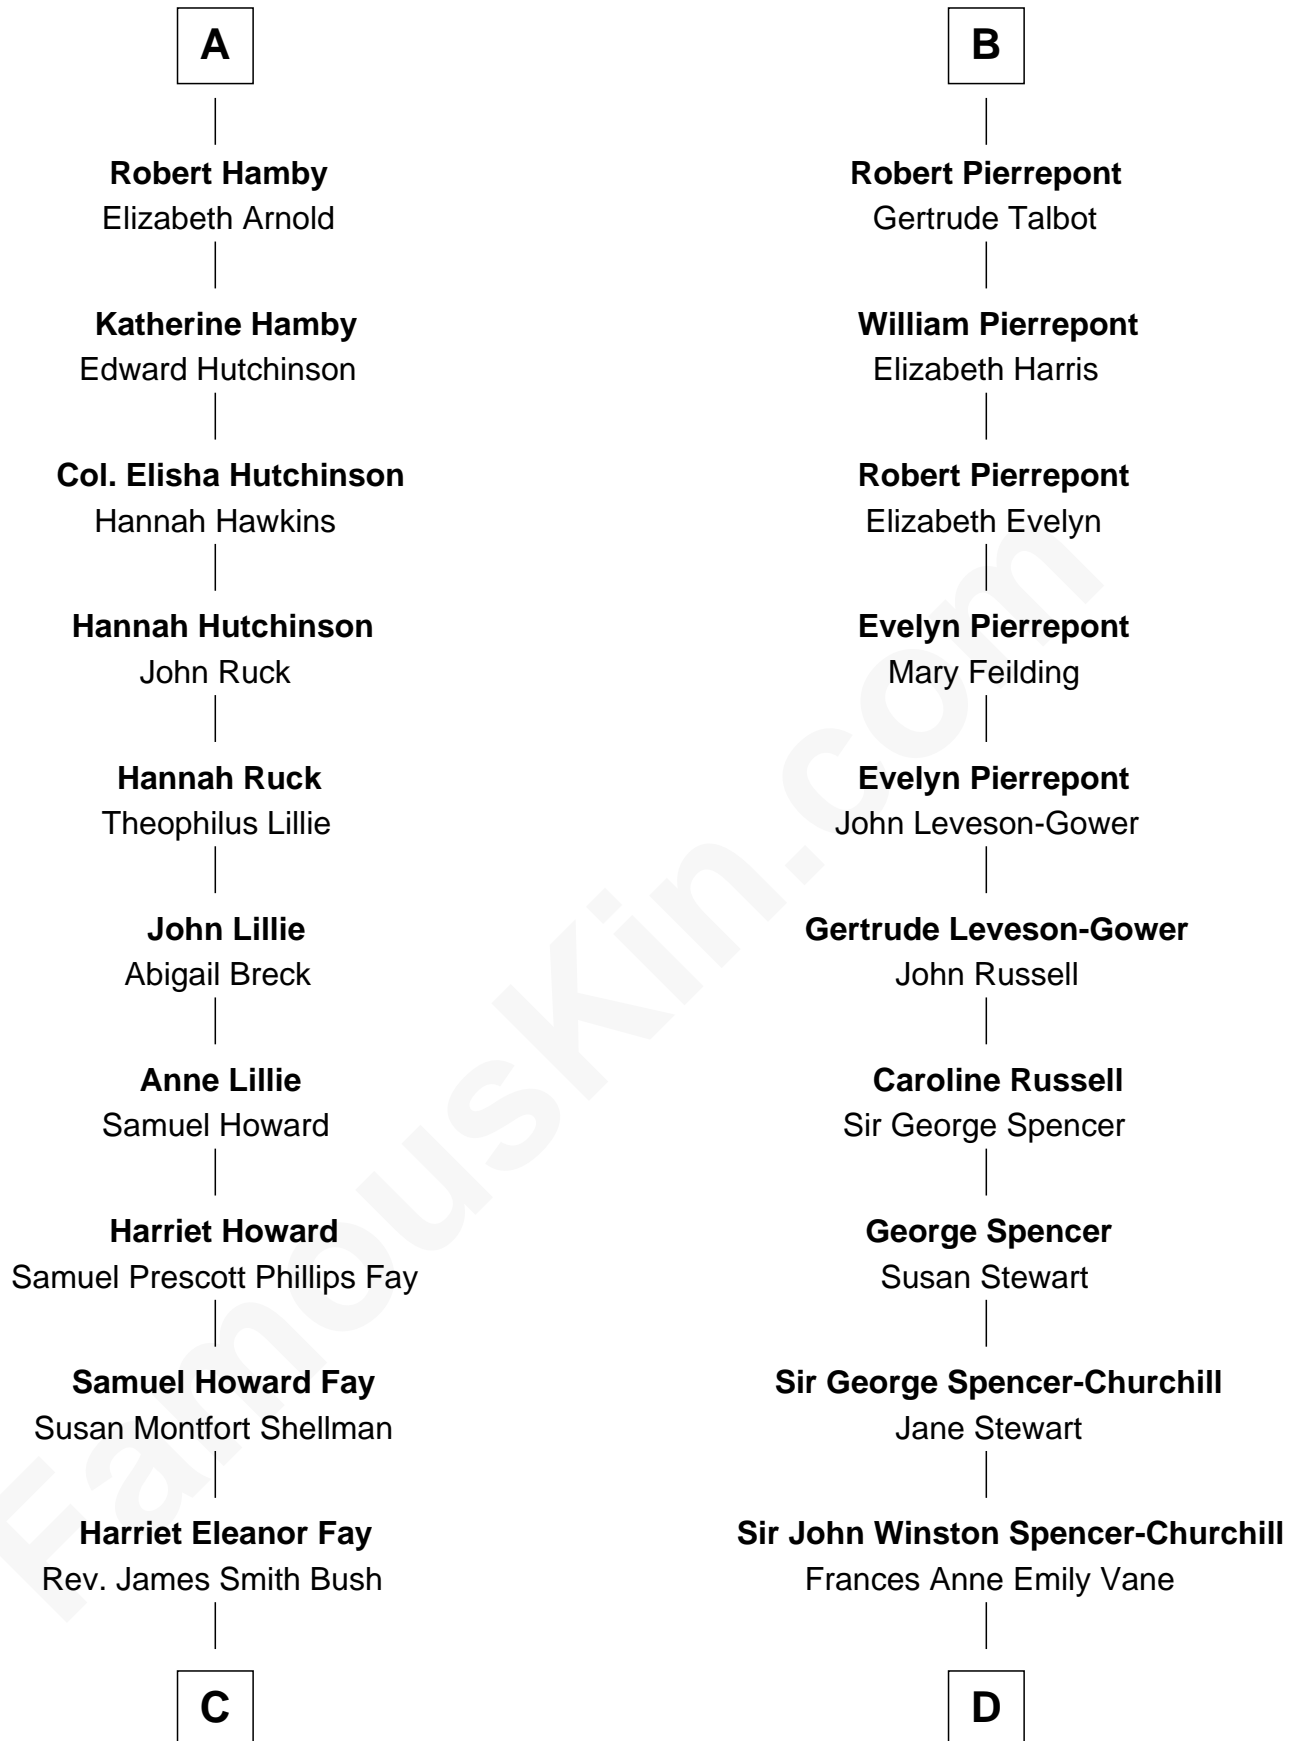 A
Robert Hamby
Elizabeth Arnold
Katherine Hamby
Edward Hutchinson
Col. Elisha Hutchinson
Hannah Hawkins
Hannah Hutchinson
John Ruck
Hannah Ruck
Theophilus Lillie
John Lillie
Abigail Breck
Anne Lillie
Samuel Howard
Harriet Howard
Samuel Prescott Phillips Fay
Samuel Howard Fay
Susan Montfort Shellman
Harriet Eleanor Fay
Rev. James Smith Bush
C
B
Robert Pierrepont
Gertrude Talbot
William Pierrepont
Elizabeth Harris
Robert Pierrepont
Elizabeth Evelyn
Evelyn Pierrepont
Mary Feilding
Evelyn Pierrepont
John Leveson-Gower
Gertrude Leveson-Gower
John Russell
Caroline Russell
Sir George Spencer
George Spencer
Susan Stewart
Sir George Spencer-Churchill
Jane Stewart
Sir John Winston Spencer-Churchill
Frances Anne Emily Vane
D
FamousKin.com